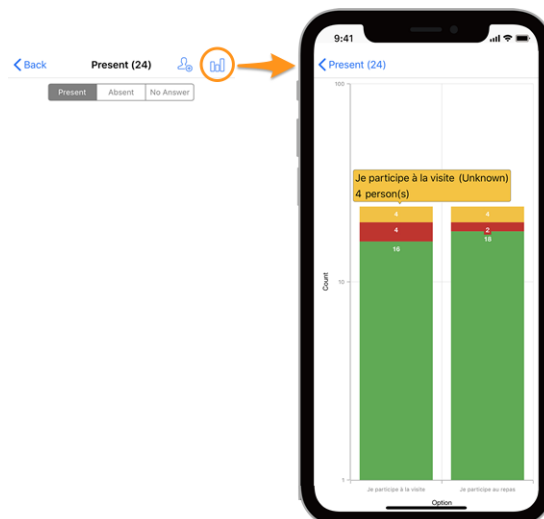 Back
Present (24)
Present
Absent
No Answer
9:41
Present (24)
100
Je participe à la visite (Unknown)
4 person(s)
4
4
4
2
16
18
Count
10
1
Je participe à la visite
Je participe au repas
Option